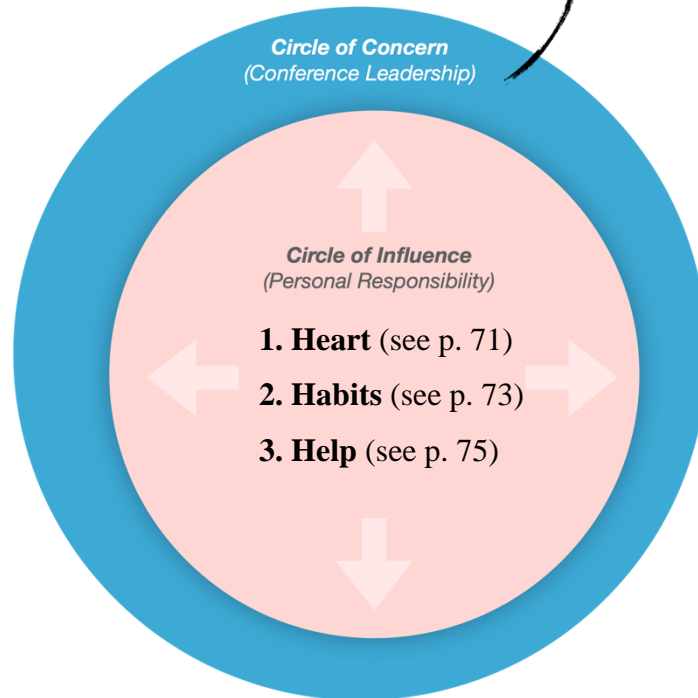 Circle of Concern
(Conference Leadership)
Circle of Influence
(Personal Responsibility)
1. Heart (see p. 71)
2. Habits (see p. 73)
3. Help (see p. 75)